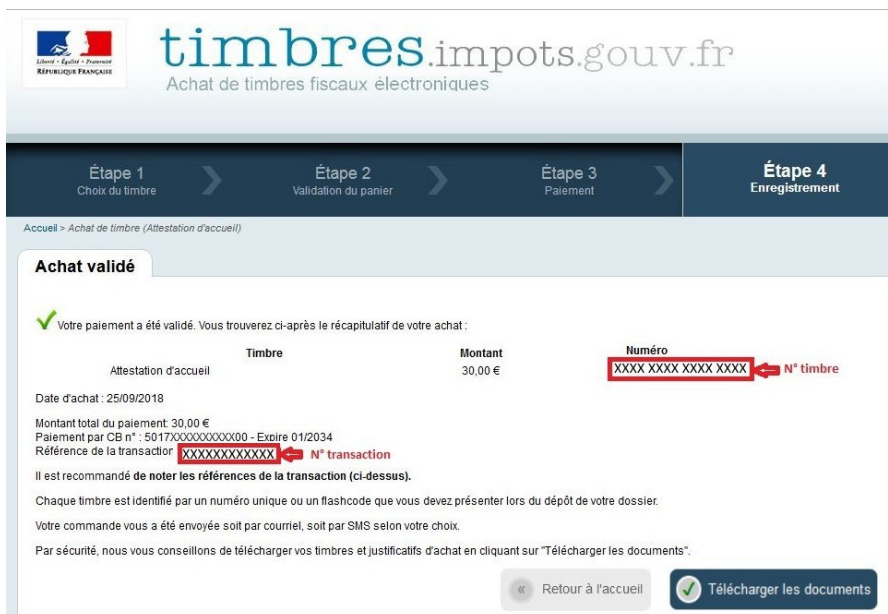 Liberté • Égalité • Fraternité
RÉPUBLIQUE FRANÇAISE
timbres.impots.gouv.fr
Achat de timbres fiscaux électroniques
Étape 1
Choix du timbre
Étape 2
Validation du panier
Étape 3
Paiement
Étape 4
Enregistrement
Accueil > Achat de timbre (Attestation d'accueil)
Achat validé
Votre paiement a été validé. Vous trouverez ci-après le récapitulatif de votre achat :
Timbre Montant Numéro
Attestation d'accueil 30,00 € XXXX XXXX XXXX XXXX N° timbre
Date d'achat : 25/09/2018
Montant total du paiement: 30,00 €
Paiement par CB n° : 5017XXXXXXXXXX00 - Expire 01/2034
Référence de la transaction XXXXXXXXXXXX N° transaction
Il est recommandé de noter les références de la transaction (ci-dessus).
Chaque timbre est identifié par un numéro unique ou un flashcode que vous devez présenter lors du dépôt de votre dossier.
Votre commande vous a été envoyée soit par courriel, soit par SMS selon votre choix.
Par sécurité, nous vous conseillons de télécharger vos timbres et justificatifs d'achat en cliquant sur "Télécharger les documents".
« Retour à l'accueil
Télécharger les documents